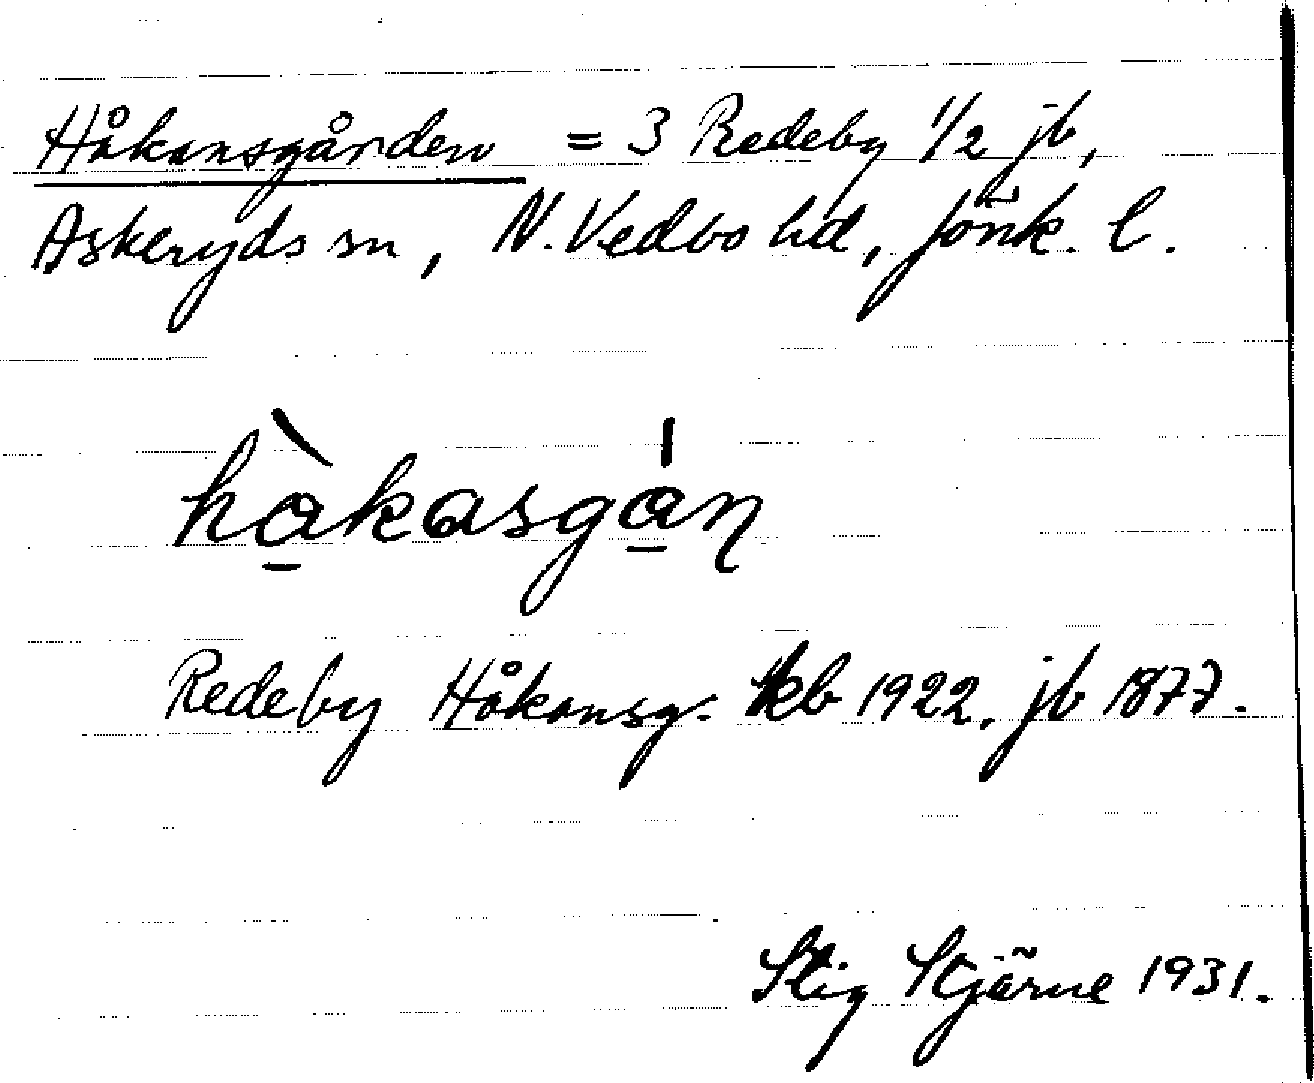 Håkansgården = 3 Redeby 1/2 jb,
Askeryds sn, N. Vedbo hd, Jönk. l.
hàkasgán
Redeby Håkansg. kb 1922, jb 1877.
Stig Stjärne 1931.